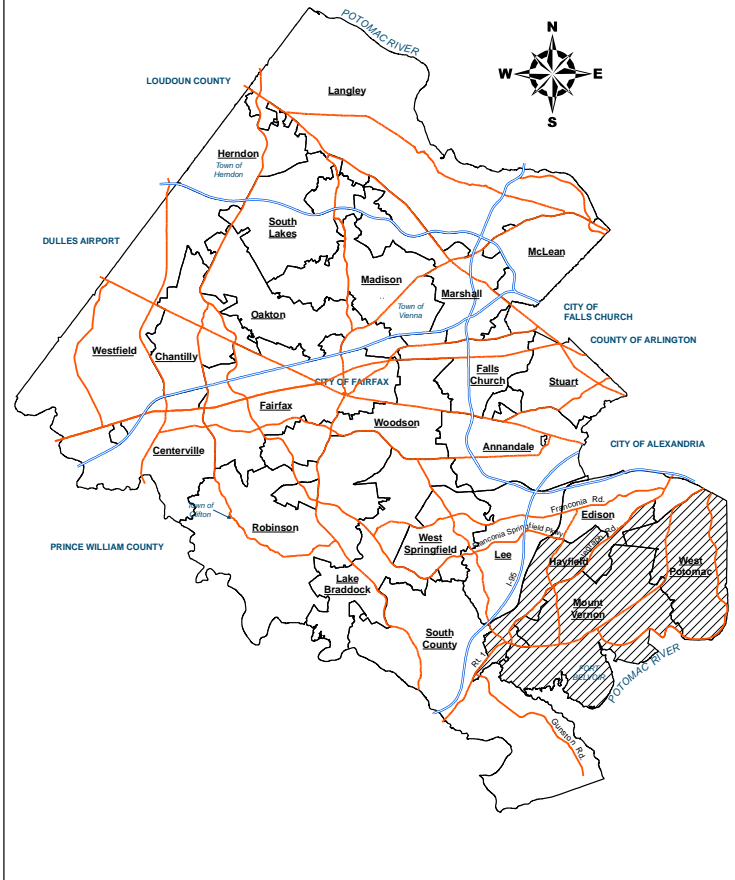 POTOMAC RIVER
N
W
E
S
LOUDOUN COUNTY
Langley
Herndon
Town of
Herndon
South
Lakes
DULLES AIRPORT
McLean
Madison
Marshall
Town of
Vienna
Oakton
CITY OF
FALLS CHURCH
COUNTY OF ARLINGTON
Westfield
Chantilly
Falls
Church
Stuart
CITY OF FAIRFAX
Fairfax
Woodson
Annandale
CITY OF ALEXANDRIA
Centerville
Town of
Clifton
Robinson
Franconia Rd.
Edison
Franconia Springfield Pkwy
Telegraph Rd.
West
Springfield
Lee
Hayfield
West
Potomac
PRINCE WILLIAM COUNTY
I-95
Lake
Braddock
Mount
Vernon
South
County
Rt. 1
FORT
BELVOIR
POTOMAC RIVER
Gunston Rd.